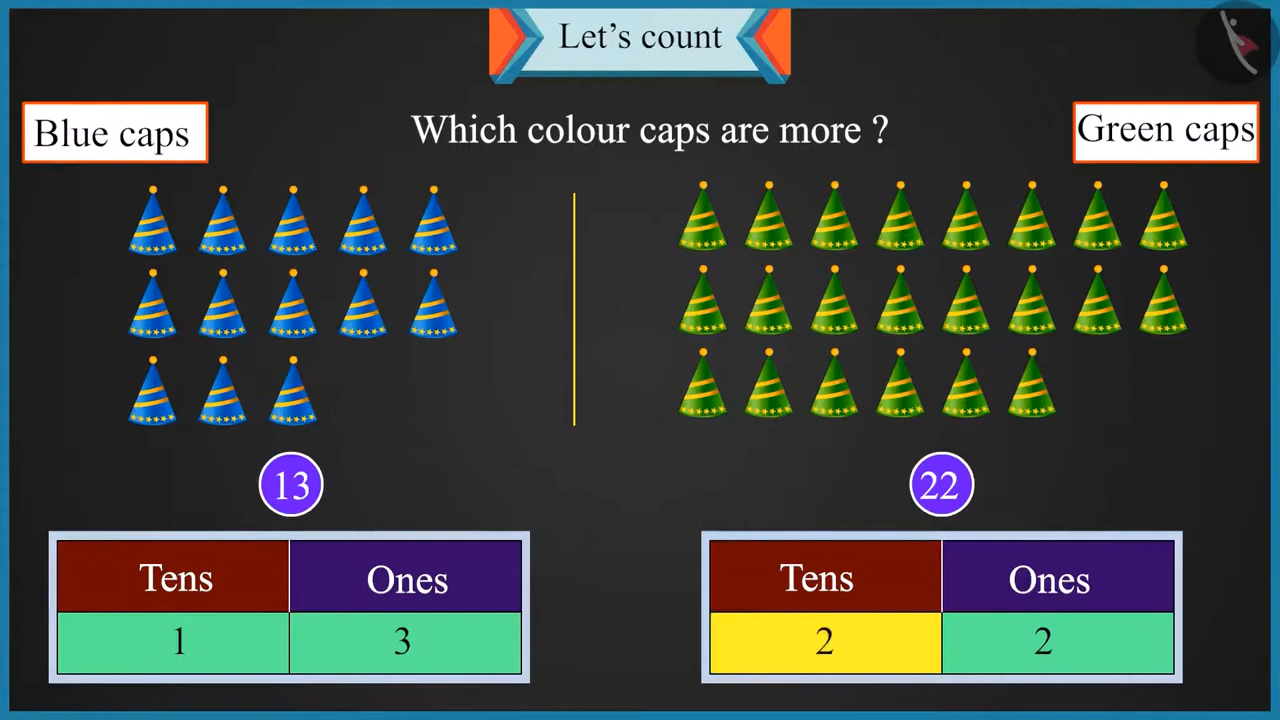 Let’s count
Blue caps
Which colour caps are more ?
Green caps
13
22
Tens Ones
1 3
Tens Ones
2 2